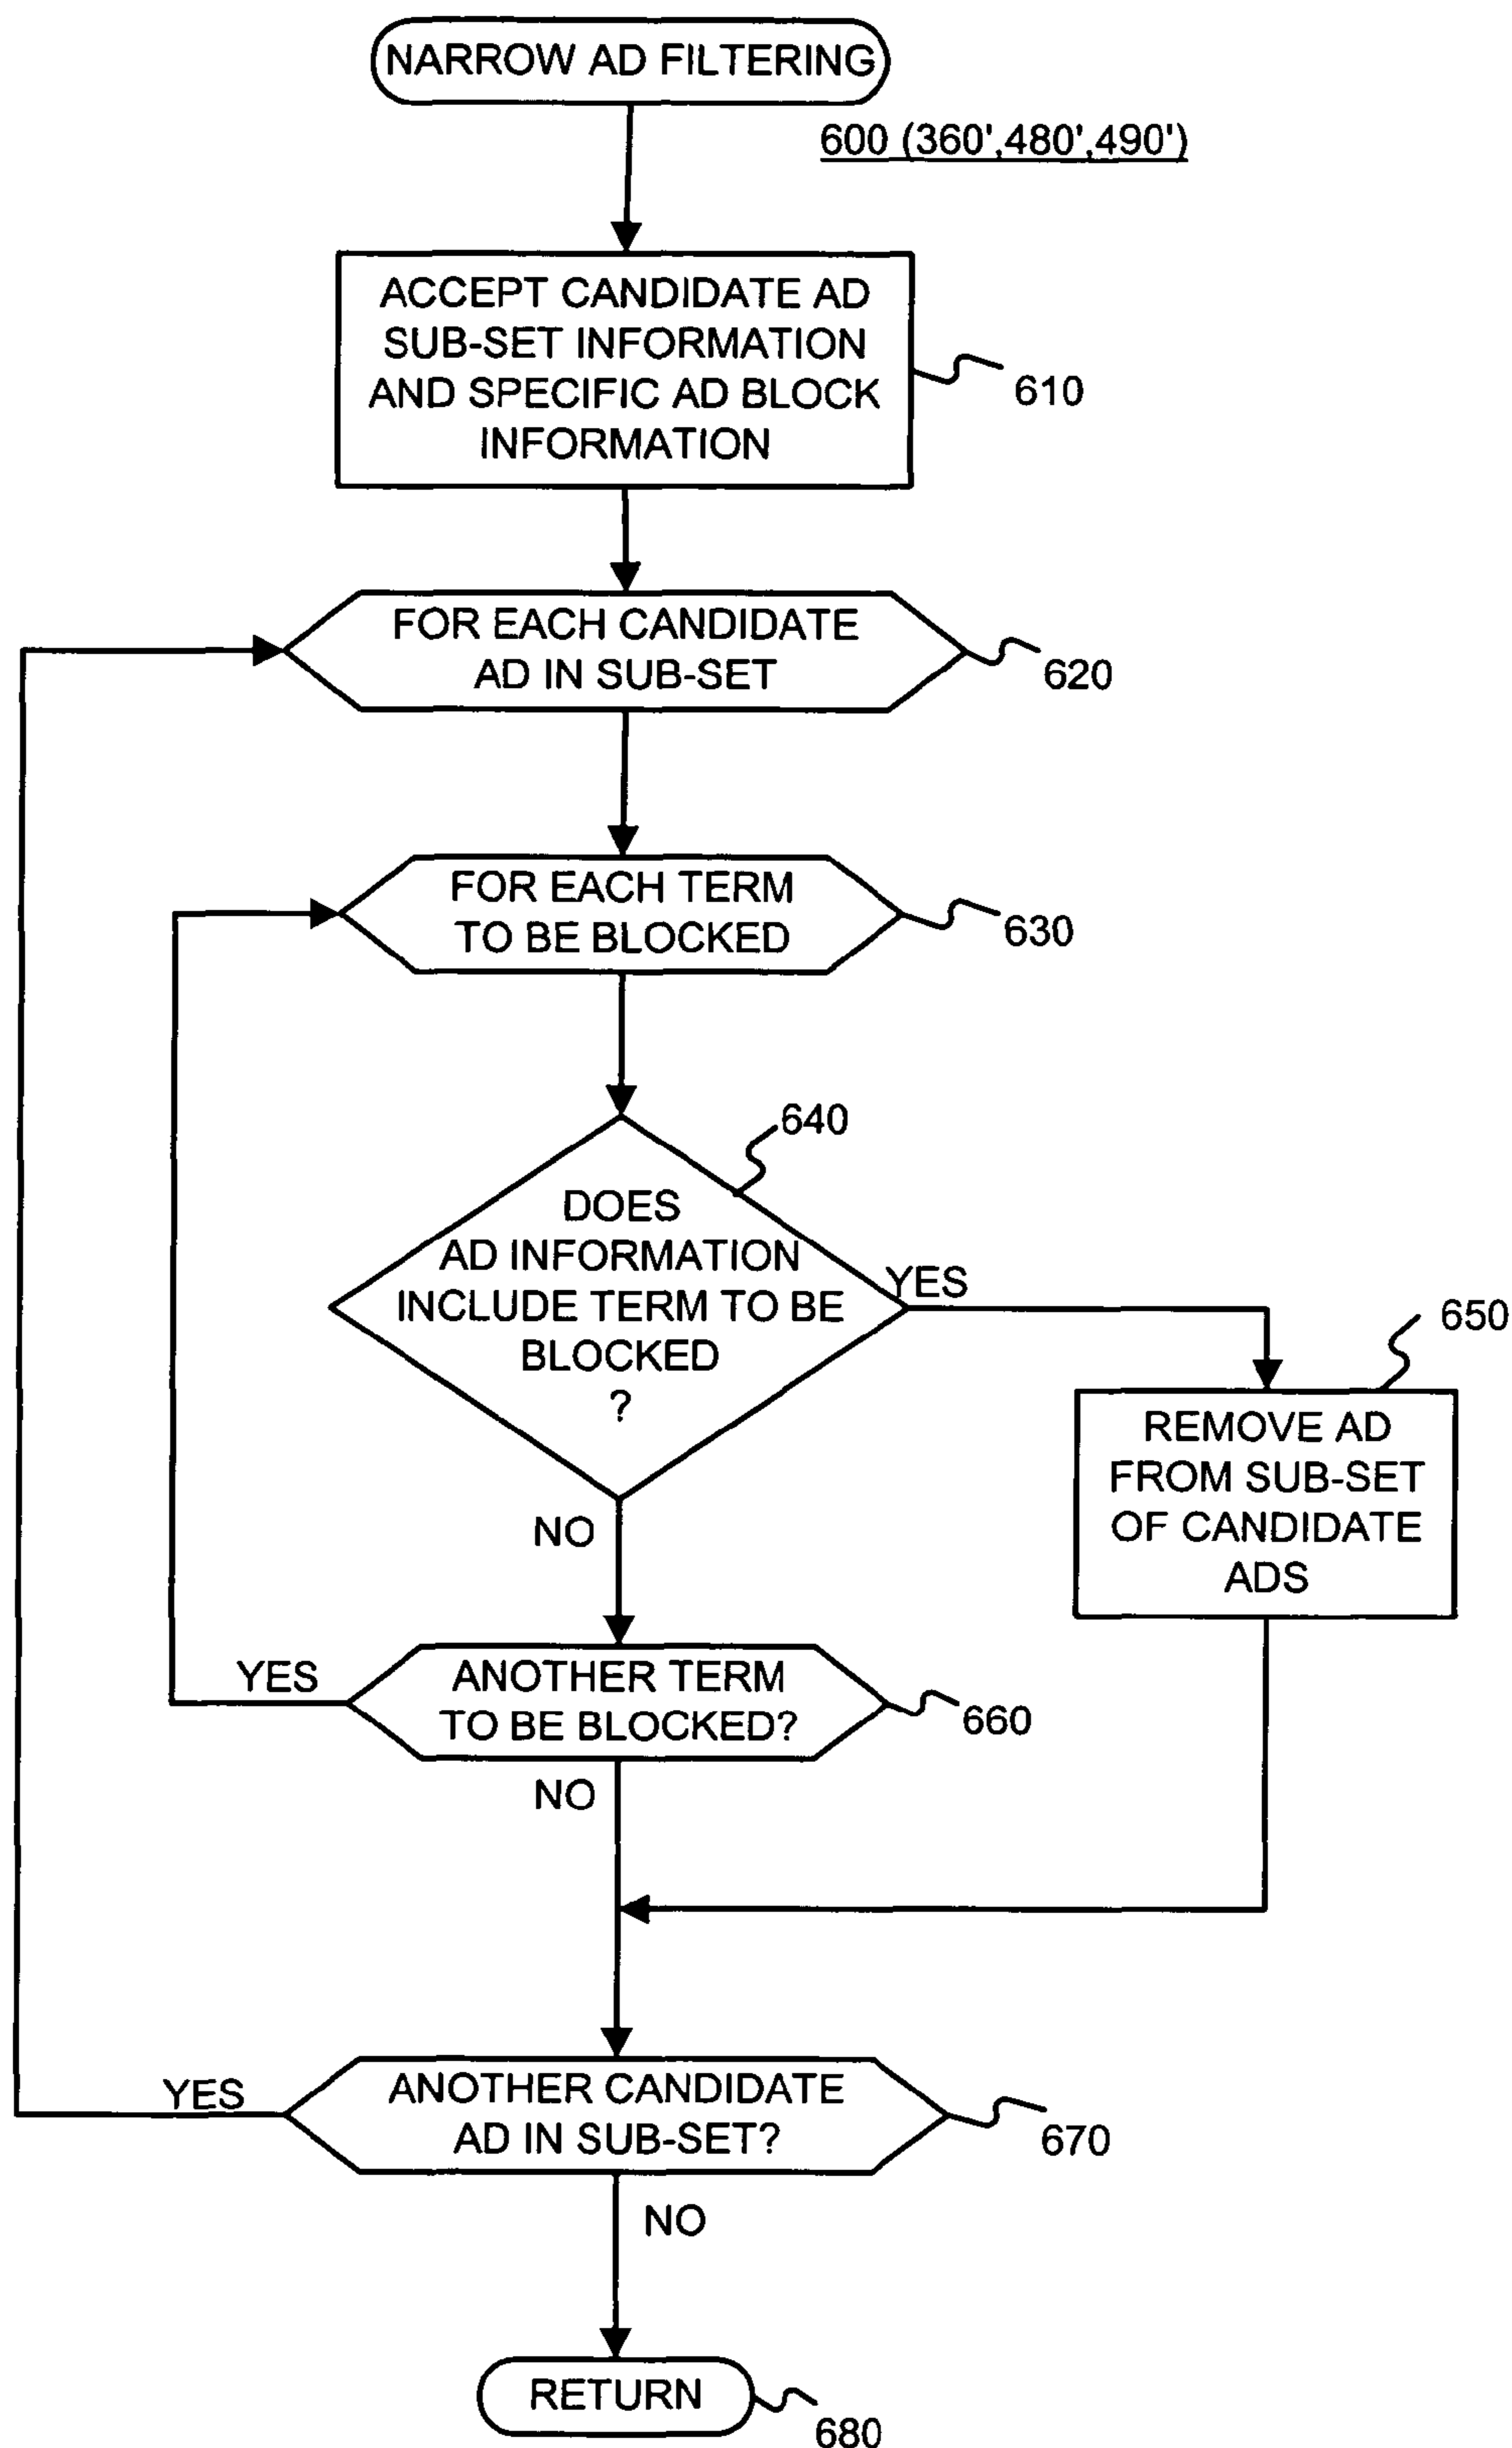 NARROW AD FILTERING
600 (360',480',490')
ACCEPT CANDIDATE AD
SUB-SET INFORMATION
AND SPECIFIC AD BLOCK
INFORMATION
610
FOR EACH CANDIDATE
AD IN SUB-SET
620
FOR EACH TERM
TO BE BLOCKED
630
640
DOES
AD INFORMATION
INCLUDE TERM TO BE
BLOCKED
?
YES
650
REMOVE AD
FROM SUB-SET
OF CANDIDATE
ADS
NO
YES
ANOTHER TERM
TO BE BLOCKED?
660
NO
YES
ANOTHER CANDIDATE
AD IN SUB-SET?
670
NO
RETURN
680